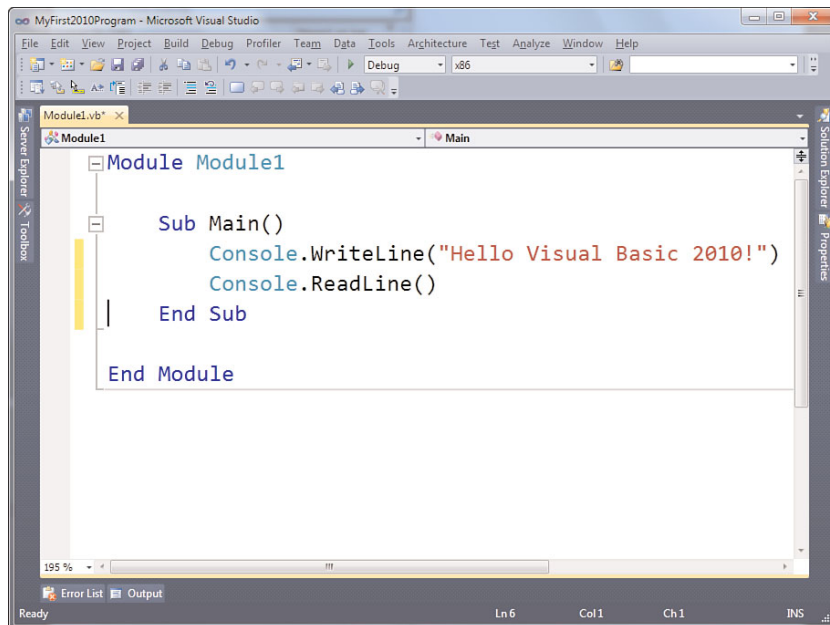 MyFirst2010Program - Microsoft Visual Studio
File Edit View Project Build Debug Profiler Team Data Tools Architecture Test Analyze Window Help
Debug x86
Module1.vb*
Module1 Main
Server Explorer
Toolbox
Module Module1
Sub Main()
Console.WriteLine("Hello Visual Basic 2010!")
Console.ReadLine()
End Sub
End Module
Solution Explorer
Properties
195 %
Error List Output
Ready Ln 6 Col 1 Ch 1 INS